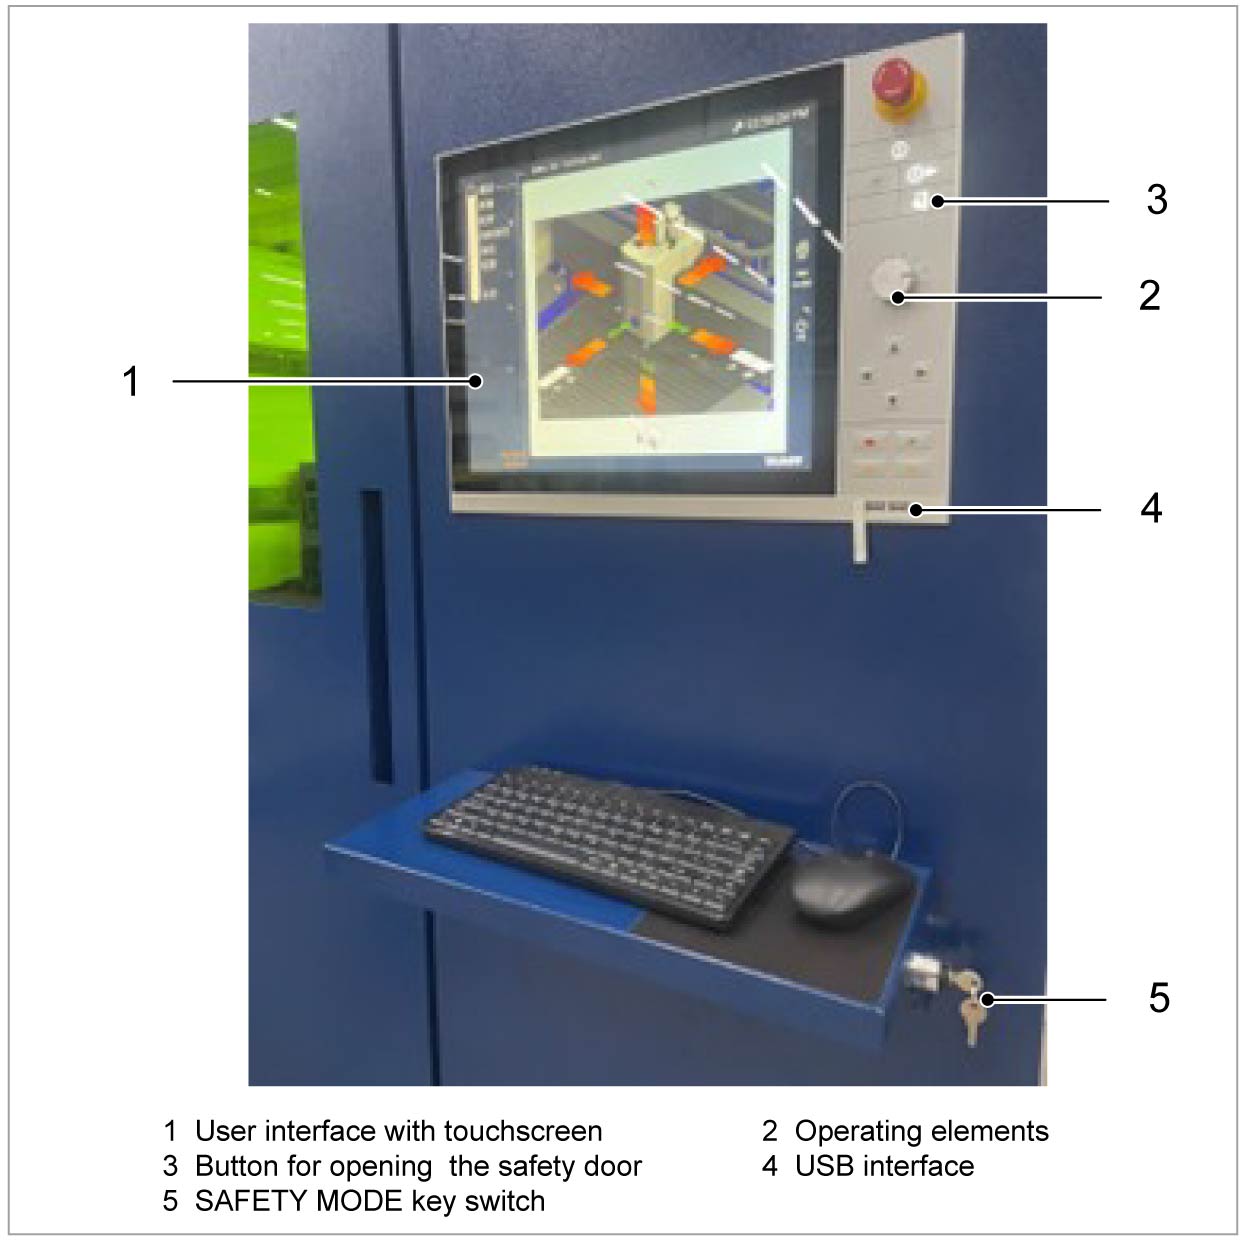 1
2
3
4
5
1 User interface with touchscreen
2 Operating elements
3 Button for opening the safety door
4 USB interface
5 SAFETY MODE key switch